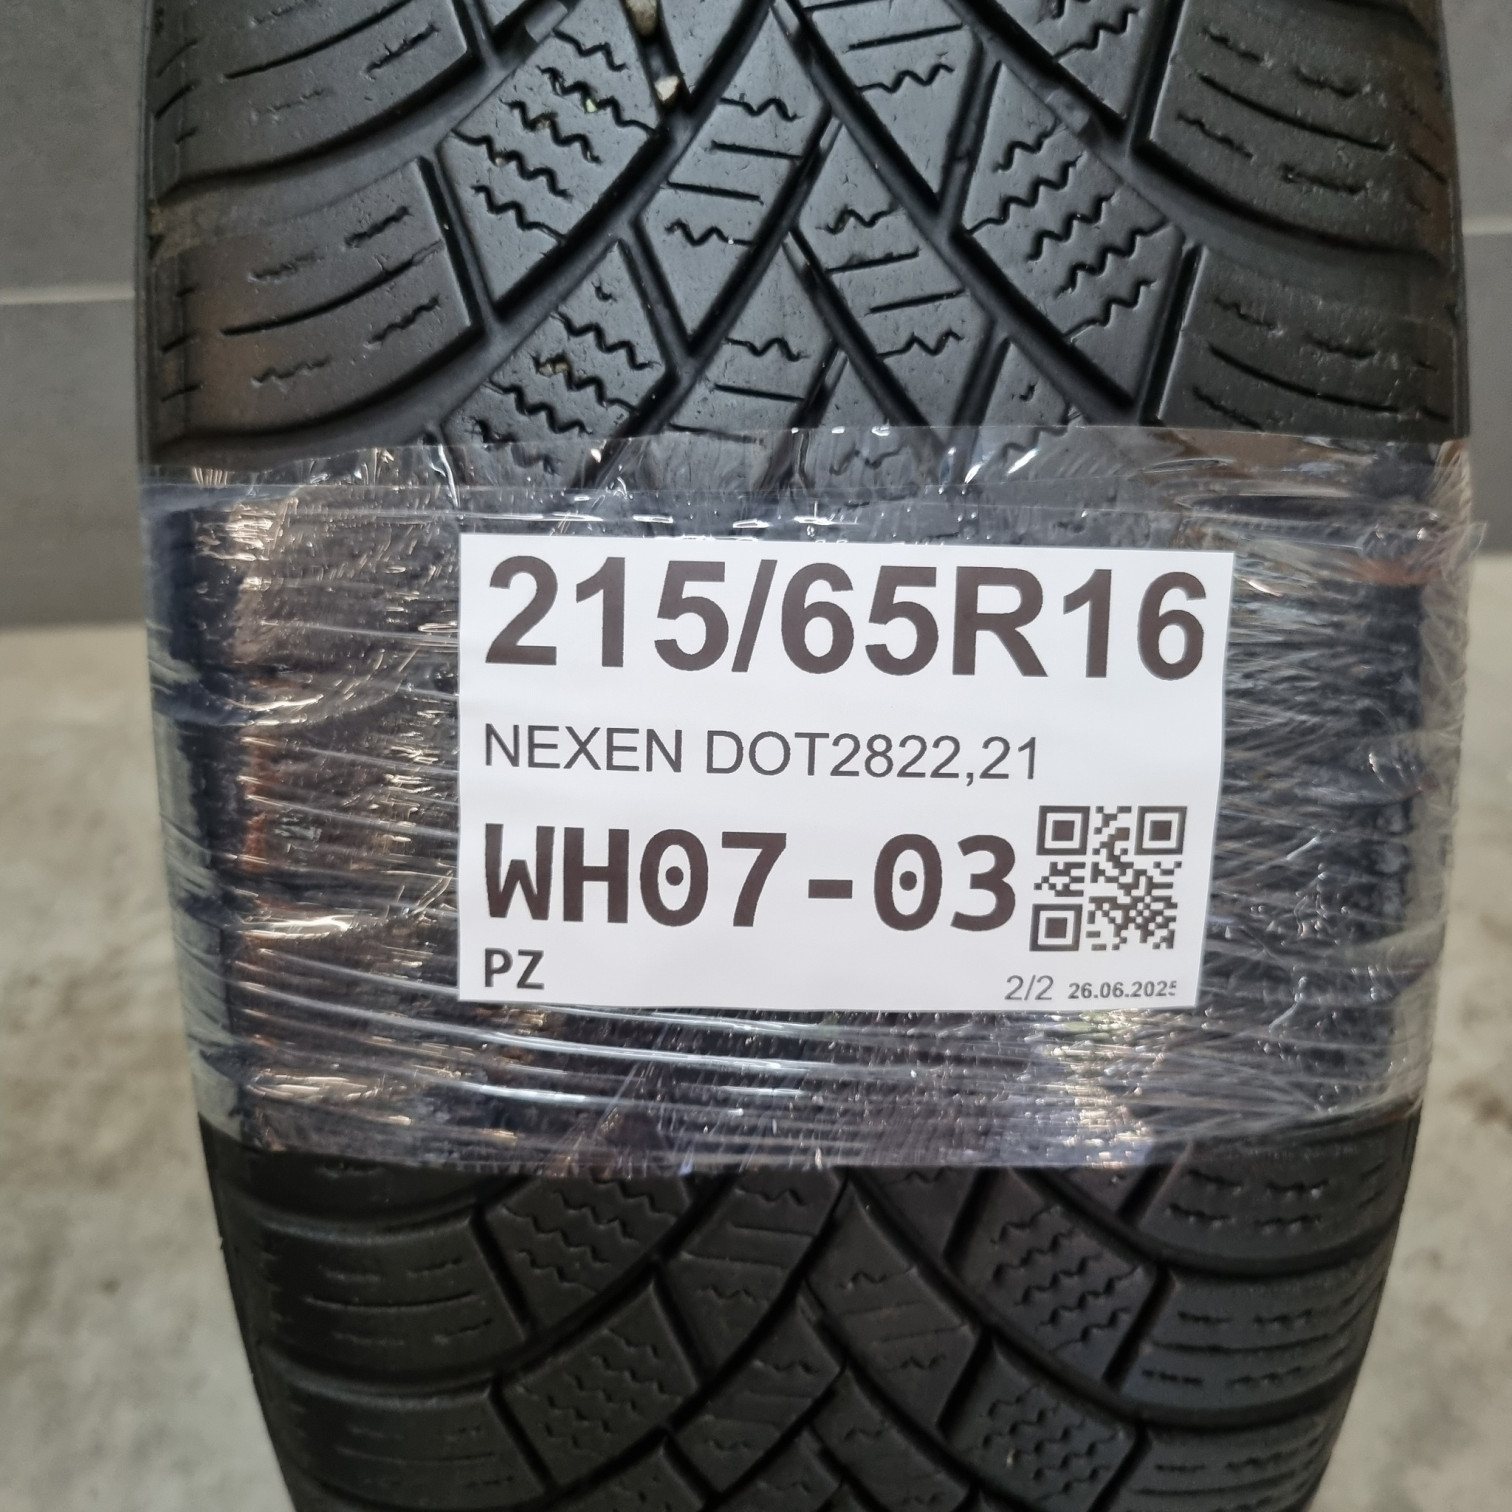 215/65R16
NEXEN DOT2822,21
WH07-03
PZ
2/2 26.06.2025